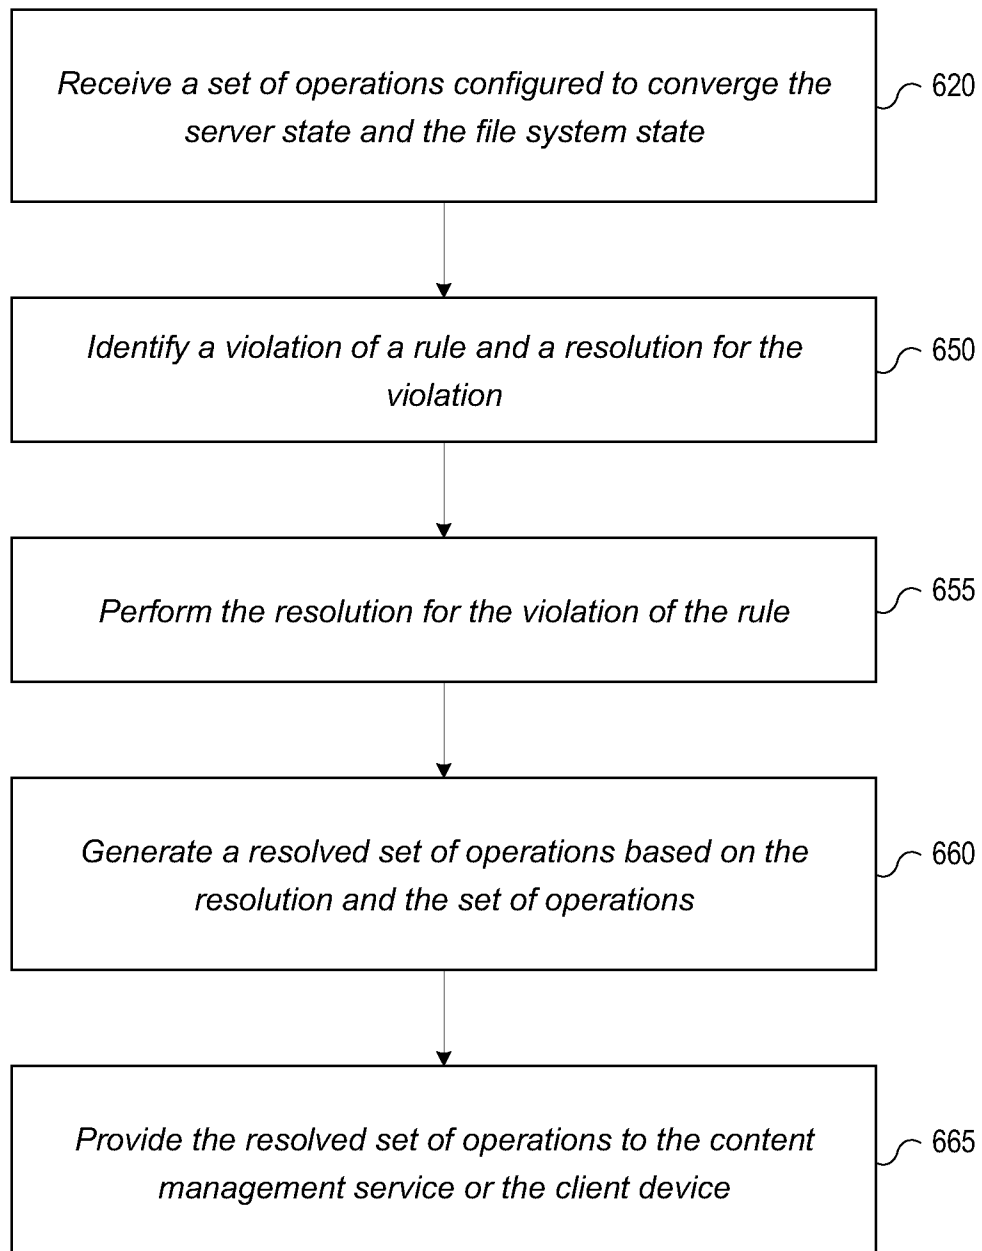 Receive a set of operations configured to converge the
server state and the file system state
620
Identify a violation of a rule and a resolution for the
violation
650
Perform the resolution for the violation of the rule
655
Generate a resolved set of operations based on the
resolution and the set of operations
660
Provide the resolved set of operations to the content
management service or the client device
665